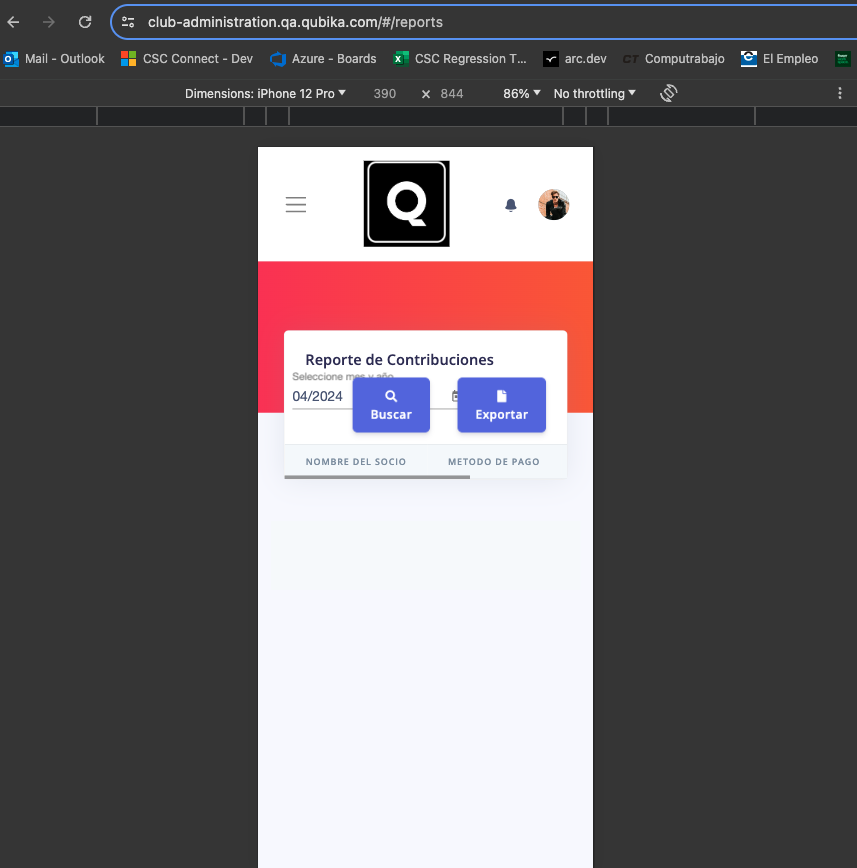 club-administration.qa.qubika.com/#/reports
Mail - Outlook CSC Connect - Dev Azure - Boards CSC Regression T... arc.dev CT Computrabajo El Empleo
Dimensions: iPhone 12 Pro 390 × 844 86% No throttling
Q
Reporte de Contribuciones
Seleccione mes y año
04/2024
Buscar Exportar
NOMBRE DEL SOCIO METODO DE PAGO